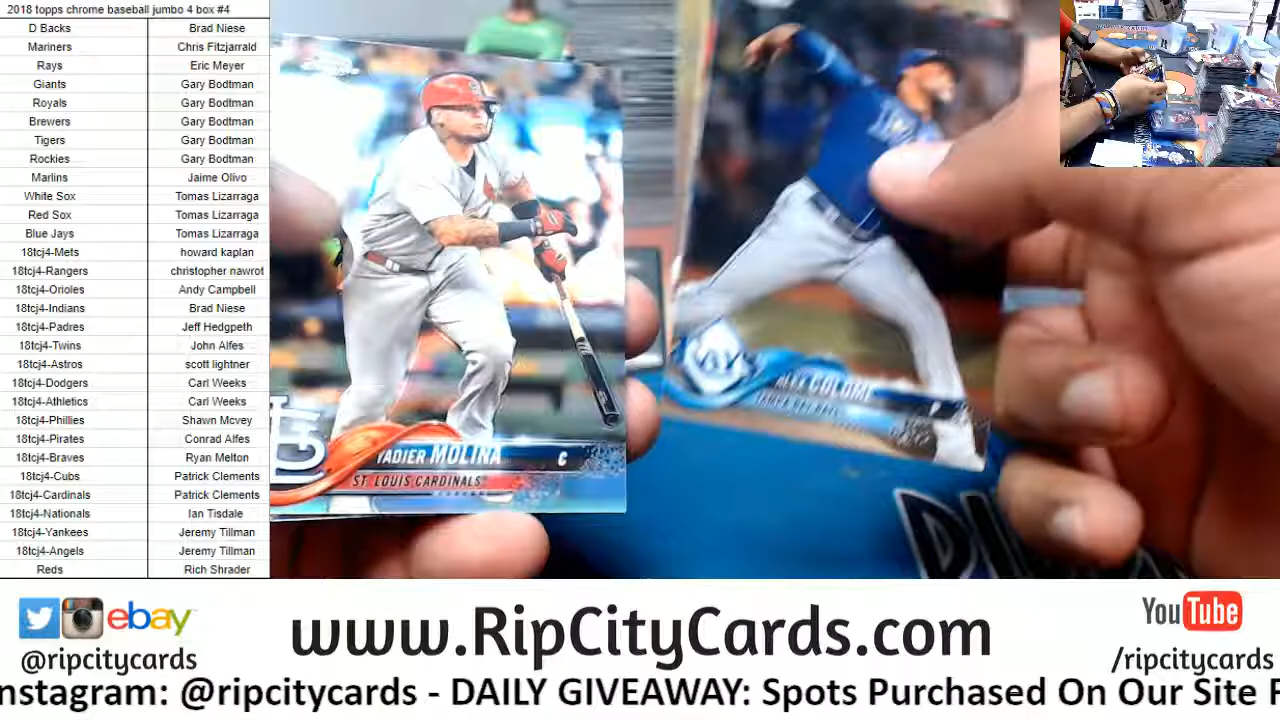 2018 topps chrome baseball jumbo 4 box #4
D Backs Brad Niese
Mariners Chris Fitzjarrald
Rays Eric Meyer
Giants Gary Bodtman
Royals Gary Bodtman
Brewers Gary Bodtman
Tigers Gary Bodtman
Rockies Gary Bodtman
Marlins Jaime Olivo
White Sox Tomas Lizarraga
Red Sox Tomas Lizarraga
Blue Jays Tomas Lizarraga
18tcj4-Mets howard kaplan
18tcj4-Rangers christopher nawrot
18tcj4-Orioles Andy Campbell
18tcj4-Indians Brad Niese
18tcj4-Padres Jeff Hedgpeth
18tcj4-Twins John Alfes
18tcj4-Astros scott lightner
18tcj4-Dodgers Carl Weeks
18tcj4-Athletics Carl Weeks
18tcj4-Phillies Shawn Mcvey
18tcj4-Pirates Conrad Alfes
18tcj4-Braves Ryan Melton
18tcj4-Cubs Patrick Clements
18tcj4-Cardinals Patrick Clements
18tcj4-Nationals Ian Tisdale
18tcj4-Yankees Jeremy Tillman
18tcj4-Angels Jeremy Tillman
Reds Rich Shrader
YADIER MOLINA C
ST. LOUIS CARDINALS
ALEX COLOME
TAMPA BAY RAYS
ebay
@ripcitycards
www.RipCityCards.com
YouTube
/ripcitycards
nstagram: @ripcitycards - DAILY GIVEAWAY: Spots Purchased On Our Site